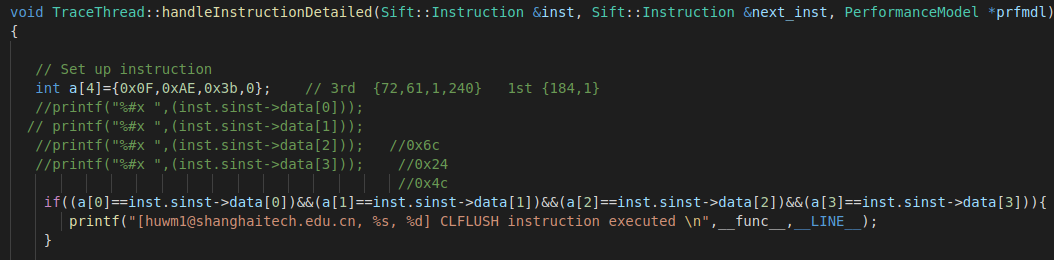 void TraceThread::handleInstructionDetailed(Sift::Instruction &inst, Sift::Instruction &next_inst, PerformanceModel *prfmdl)
{
// Set up instruction
int a[4]={0x0F,0xAE,0x3b,0};    // 3rd  {72,61,1,240}   1st {184,1}
//printf("%#x ",(inst.sinst->data[0]));
// printf("%#x ",(inst.sinst->data[1]));
//printf("%#x ",(inst.sinst->data[2]));   //0x6c
//printf("%#x ",(inst.sinst->data[3]));    //0x24
//0x4c
if((a[0]==inst.sinst->data[0])&&(a[1]==inst.sinst->data[1])&&(a[2]==inst.sinst->data[2])&&(a[3]==inst.sinst->data[3])){
printf("[huwm1@shanghaitech.edu.cn, %s, %d] CLFLUSH instruction executed \n",__func__,__LINE__);
}